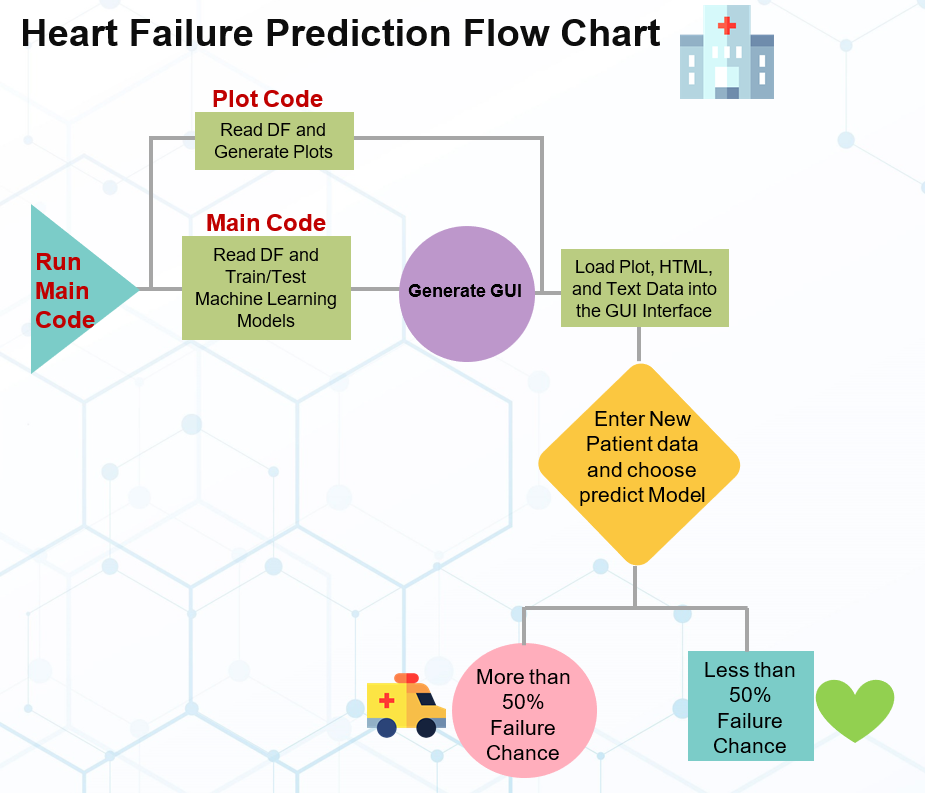 Heart Failure Prediction Flow Chart
Plot Code
Read DF and
Generate Plots
Main Code
Run
Main
Code
Read DF and
Train/Test
Machine Learning
Models
Generate GUI
Load Plot, HTML,
and Text Data into
the GUI Interface
Enter New
Patient data
and choose
predict Model
More than
50%
Failure
Chance
Less than
50%
Failure
Chance